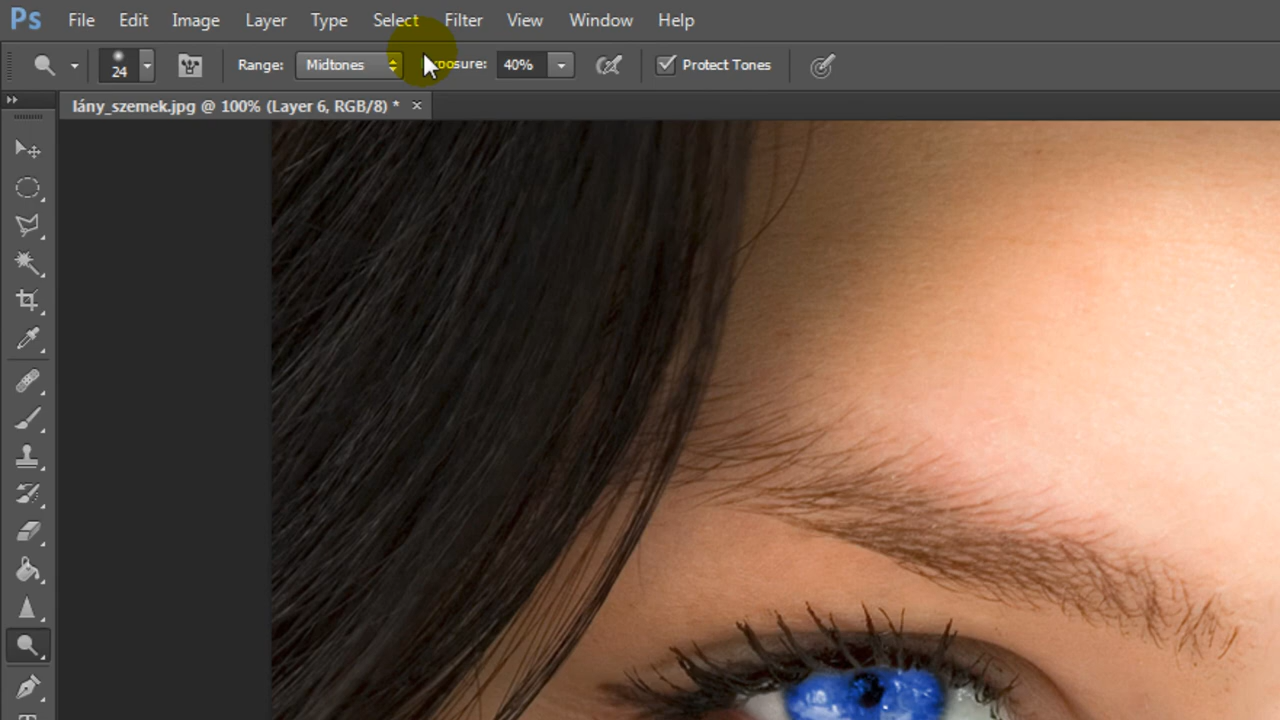 Ps File Edit Image Layer Type Select Filter View Window Help
24 Range: Midtones posure: 40% Protect Tones
lány_szemek.jpg @ 100% (Layer 6, RGB/8) * ×